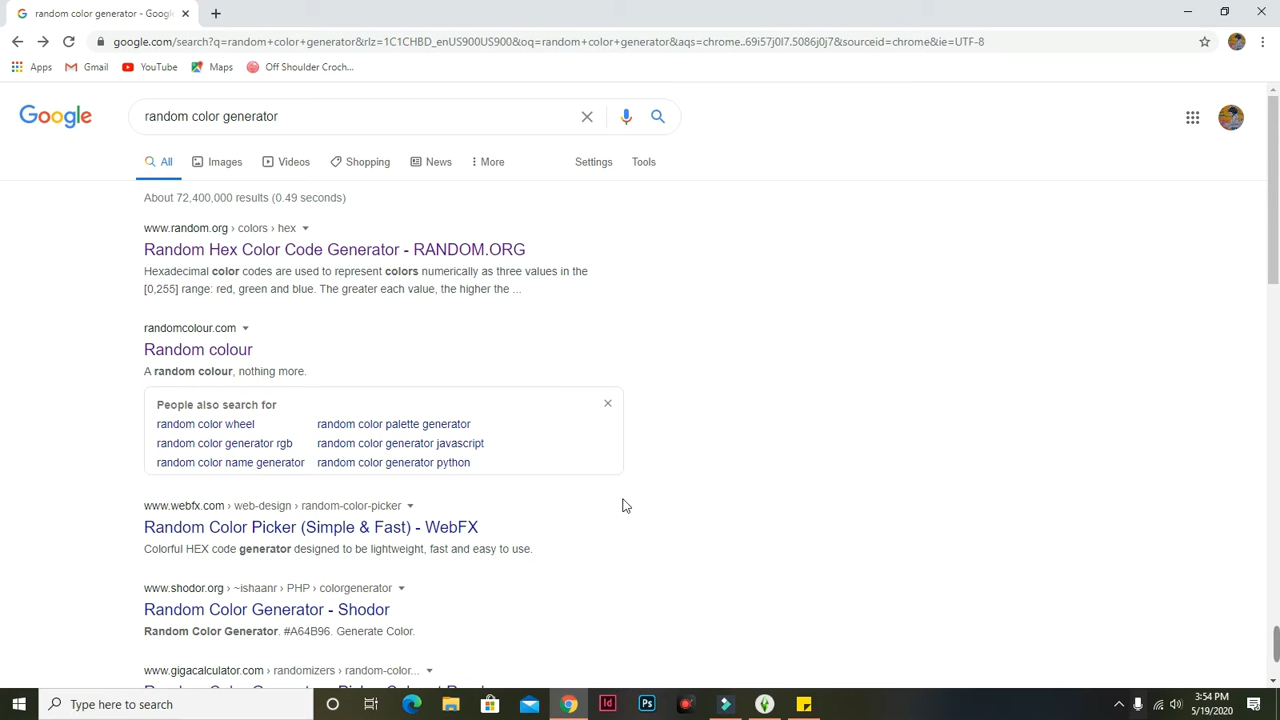 random color generator - Googl
google.com/search?q=random+color+generator&rlz=1C1CHBD_enUS900US900&oq=random+color+generator&aqs=chrome..69i57j0l7.5086j0j7&sourceid=chrome&ie=UTF-8
Apps Gmail YouTube Maps Off Shoulder Croch...
Google
random color generator
All Images Videos Shopping News More Settings Tools
About 72,400,000 results (0.49 seconds)
www.random.org › colors › hex
Random Hex Color Code Generator - RANDOM.ORG
Hexadecimal color codes are used to represent colors numerically as three values in the
[0,255] range: red, green and blue. The greater each value, the higher the ...
randomcolour.com
Random colour
A random colour, nothing more.
People also search for
random color wheel random color palette generator
random color generator rgb random color generator javascript
random color name generator random color generator python
www.webfx.com › web-design › random-color-picker
Random Color Picker (Simple & Fast) - WebFX
Colorful HEX code generator designed to be lightweight, fast and easy to use.
www.shodor.org › ~ishaanr › PHP › colorgenerator
Random Color Generator - Shodor
Random Color Generator. #A64B96. Generate Color.
www.gigacalculator.com › randomizers › random-color...
Type here to search
Id
Ps
3:54 PM
5/19/2020